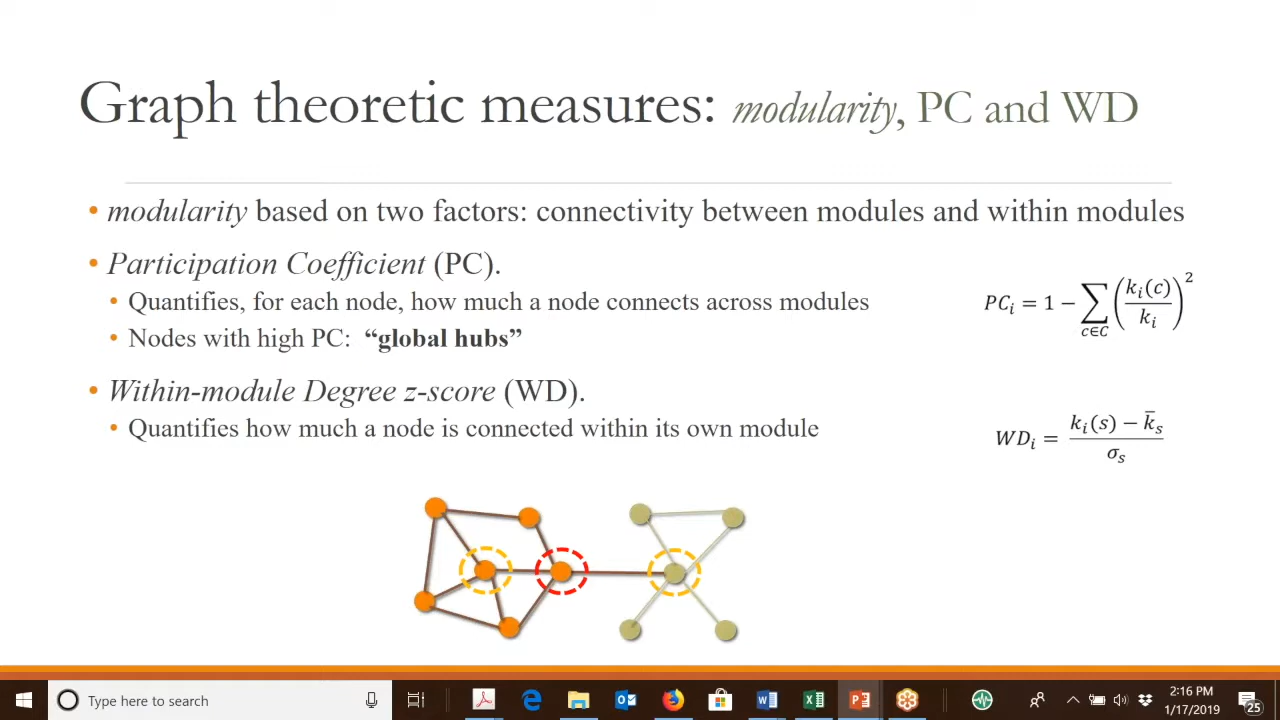 Graph theoretic measures: modularity, PC and WD
• modularity based on two factors: connectivity between modules and within modules
• Participation Coefficient (PC).
• Quantifies, for each node, how much a node connects across modules
• Nodes with high PC: “global hubs”
PCᵢ = 1 − ∑_{c∈C} (kᵢ(c)/kᵢ)²
• Within-module Degree z-score (WD).
• Quantifies how much a node is connected within its own module
WDᵢ = (kᵢ(s) − k̄ₛ)/σₛ
Type here to search
2:16 PM
1/17/2019
25